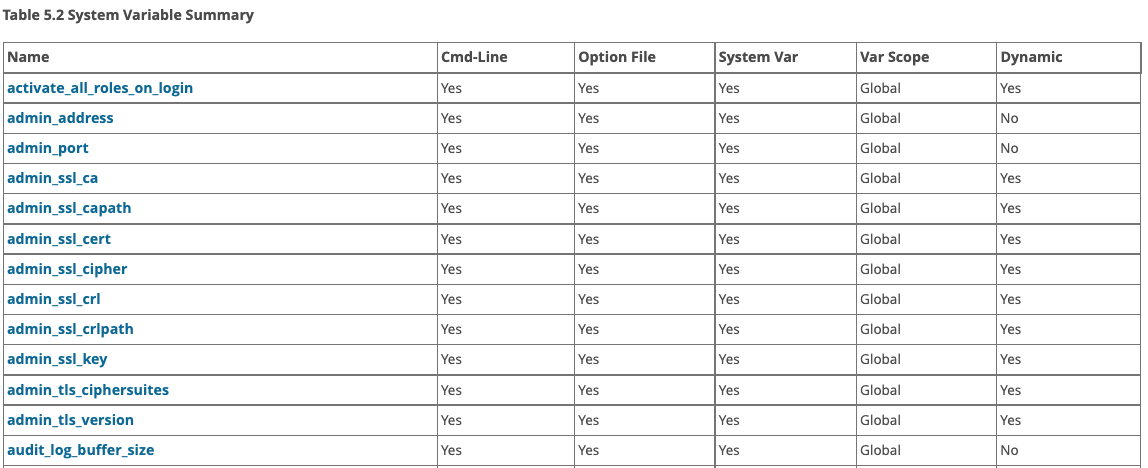 Table 5.2 System Variable Summary
Name Cmd-Line Option File System Var Var Scope Dynamic
activate_all_roles_on_login Yes Yes Yes Global Yes
admin_address Yes Yes Yes Global No
admin_port Yes Yes Yes Global No
admin_ssl_ca Yes Yes Yes Global Yes
admin_ssl_capath Yes Yes Yes Global Yes
admin_ssl_cert Yes Yes Yes Global Yes
admin_ssl_cipher Yes Yes Yes Global Yes
admin_ssl_crl Yes Yes Yes Global Yes
admin_ssl_crlpath Yes Yes Yes Global Yes
admin_ssl_key Yes Yes Yes Global Yes
admin_tls_ciphersuites Yes Yes Yes Global Yes
admin_tls_version Yes Yes Yes Global Yes
audit_log_buffer_size Yes Yes Yes Global No